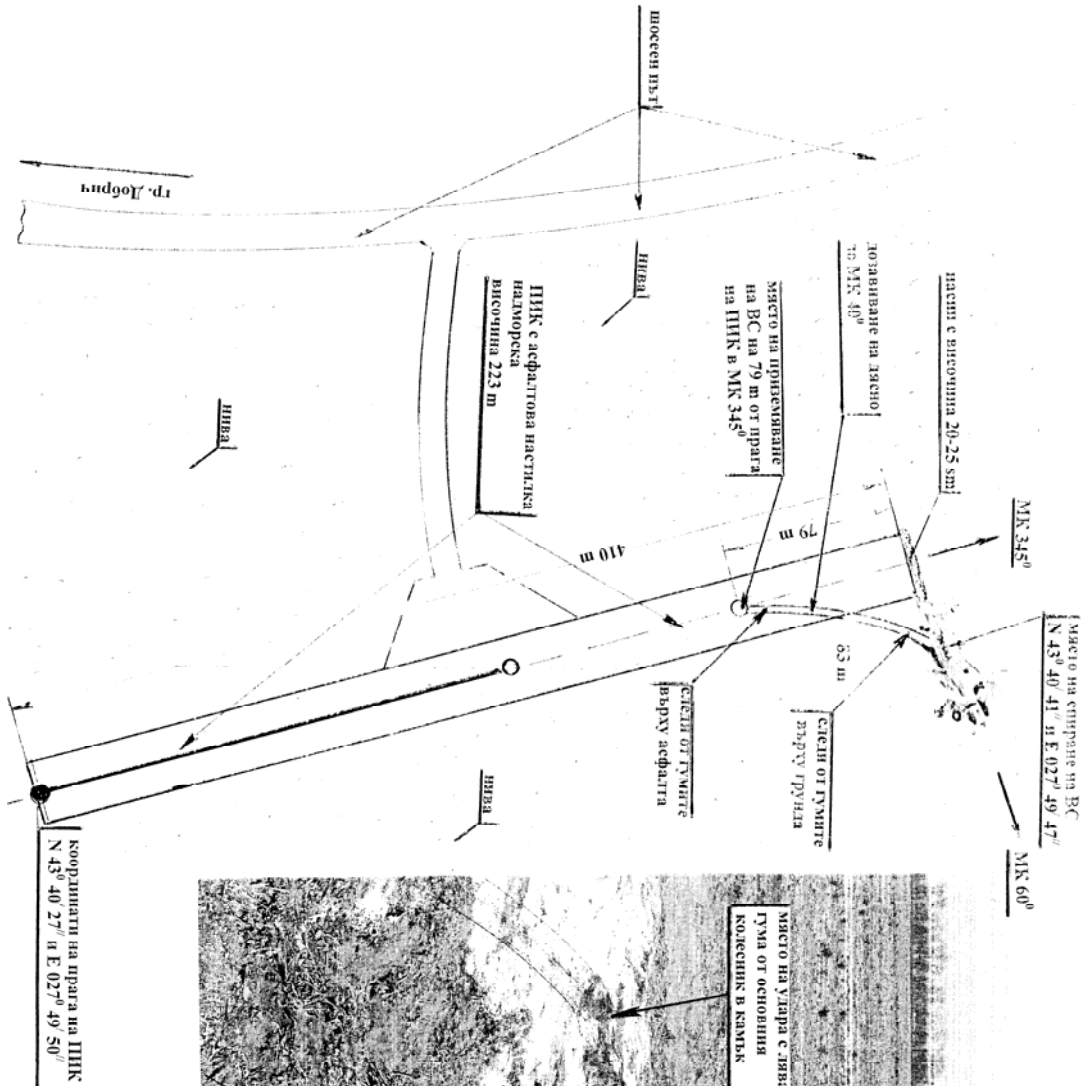 шосеен път
гр. Добрич
нива
ПИК с асфалтова настилка
надморска
височина 223 m
нива
място на приземяване
на ВС на 79 m от прага
на ПИК в МК 345⁰
дозавиване на дясно
МК 40⁰
насип с височина 20-25 sm
МК 345⁰
място на спиране на ВС
N 43⁰ 40′ 41″ и E 027⁰ 49′ 47″
МК 60⁰
79 m
410 m
83 m
следи от гумите
върху грунда
следи от гумите
върху асфалта
нива
координати на прага на ПИК
N 43⁰ 40′ 27″ и E 027⁰ 49′ 50″
място на удара с
гума от основния
колесник в камък